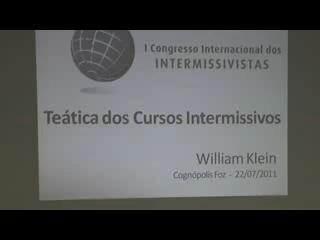 I Congresso Internacional dos
INTERMISSIVISTAS
Teática dos Cursos Intermissivos
William Klein
Cognópolis Foz - 22/07/2011